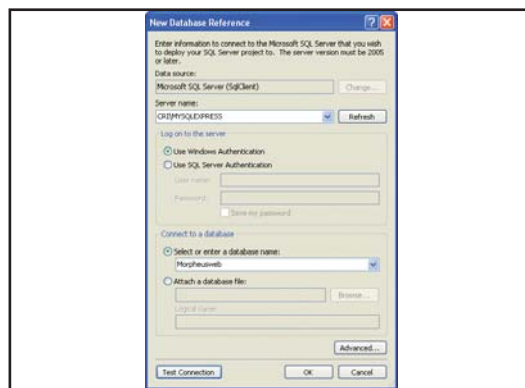 New Database Reference
Enter information to connect to the Microsoft SQL Server that you wish
to deploy your SQL Server project to. The server version must be 2005
or later.
Data source:
Microsoft SQL Server (SqlClient)
Change...
Server name:
CRI\MYSQLEXPRESS
Refresh
Log on to the server
Use Windows Authentication
Use SQL Server Authentication
User name:
Password:
Save my password
Connect to a database
Select or enter a database name:
Morpheusweb
Attach a database file:
Browse...
Logical name:
Advanced...
Test Connection
OK
Cancel